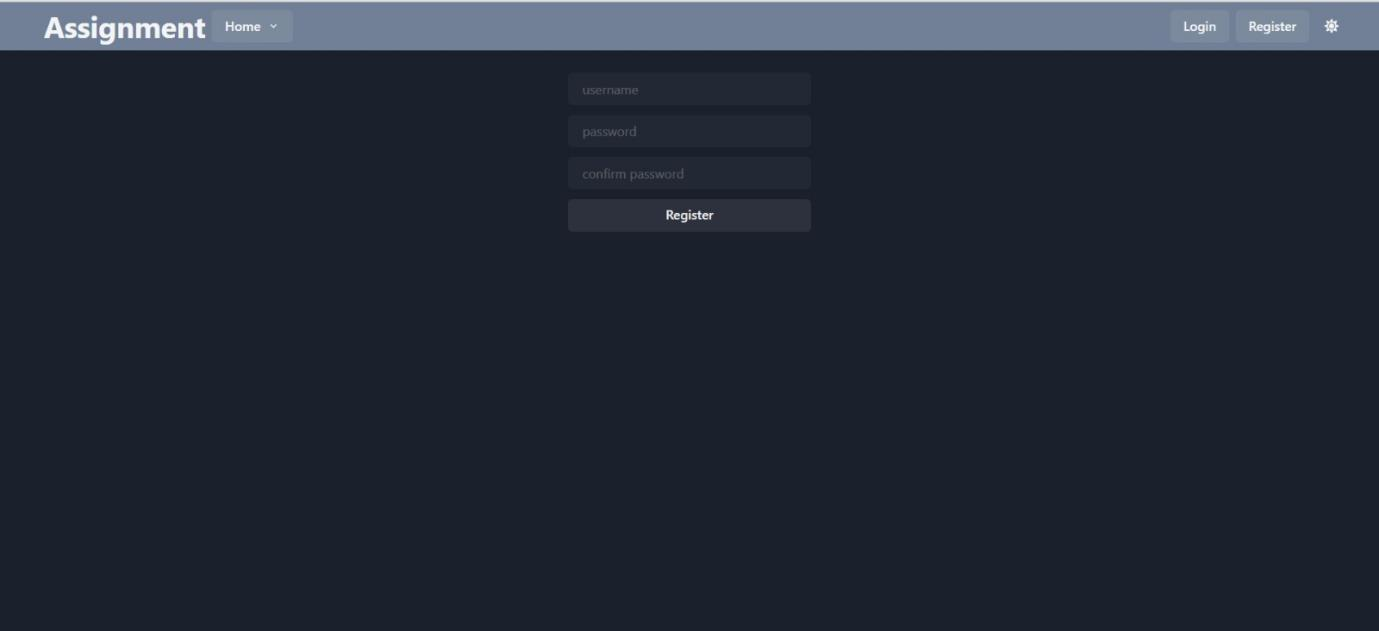 Assignment Home Login Register
username
password
confirm password
Register